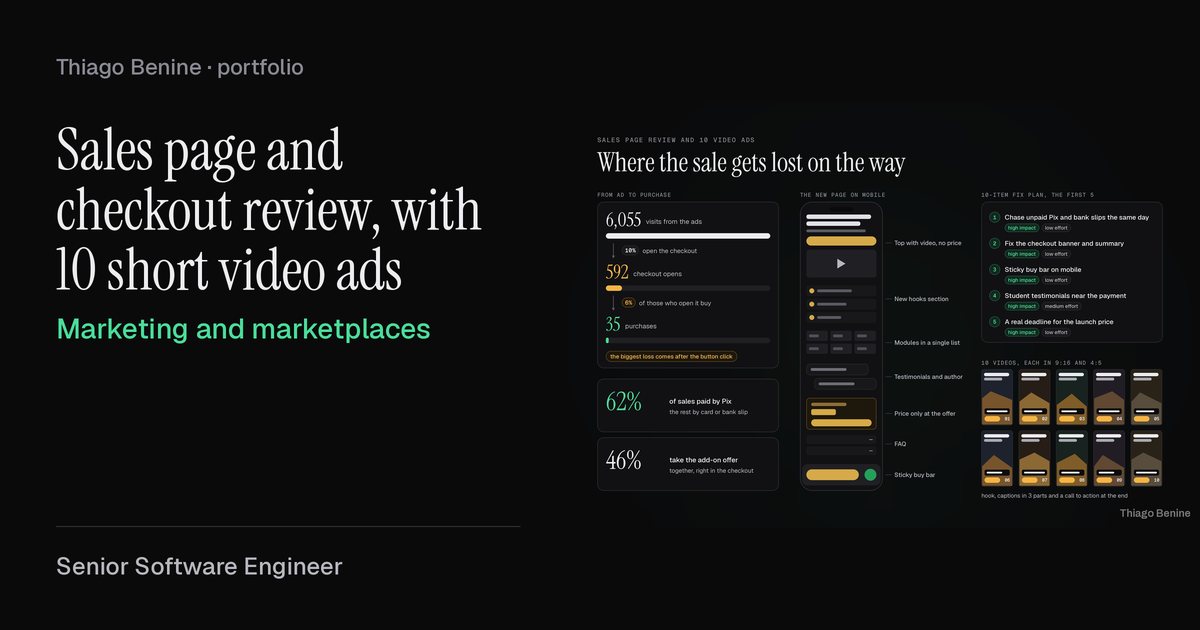 Thiago Benine · portfolio
Sales page and
checkout review, with
10 short video ads
Marketing and marketplaces
Senior Software Engineer
SALES PAGE REVIEW AND 10 VIDEO ADS
Where the sale gets lost on the way
FROM AD TO PURCHASE
6,055 visits from the ads
10% open the checkout
592 checkout opens
6% of those who open it buy
35 purchases
the biggest loss comes after the button click
62% of sales paid by Pix
the rest by card or bank slip
46% take the add-on offer
together, right in the checkout
THE NEW PAGE ON MOBILE
Top with video, no price
New hooks section
Modules in a single list
Testimonials and author
Price only at the offer
FAQ
Sticky buy bar
10-ITEM FIX PLAN, THE FIRST 5
1 Chase unpaid Pix and bank slips the same day
high impact low effort
2 Fix the checkout banner and summary
high impact low effort
3 Sticky buy bar on mobile
high impact low effort
4 Student testimonials near the payment
high impact medium effort
5 A real deadline for the launch price
high impact low effort
10 VIDEOS, EACH IN 9:16 AND 4:5
01 02 03 04 05
06 07 08 09 10
hook, captions in 3 parts and a call to action at the end
Thiago Benine